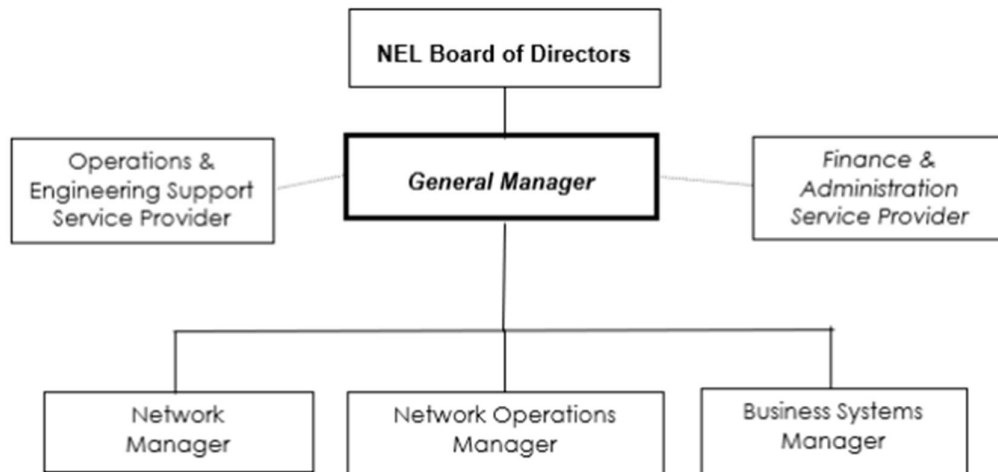 NEL Board of Directors
Operations &
Engineering Support
Service Provider
General Manager
Finance &
Administration
Service Provider
Network
Manager
Network Operations
Manager
Business Systems
Manager